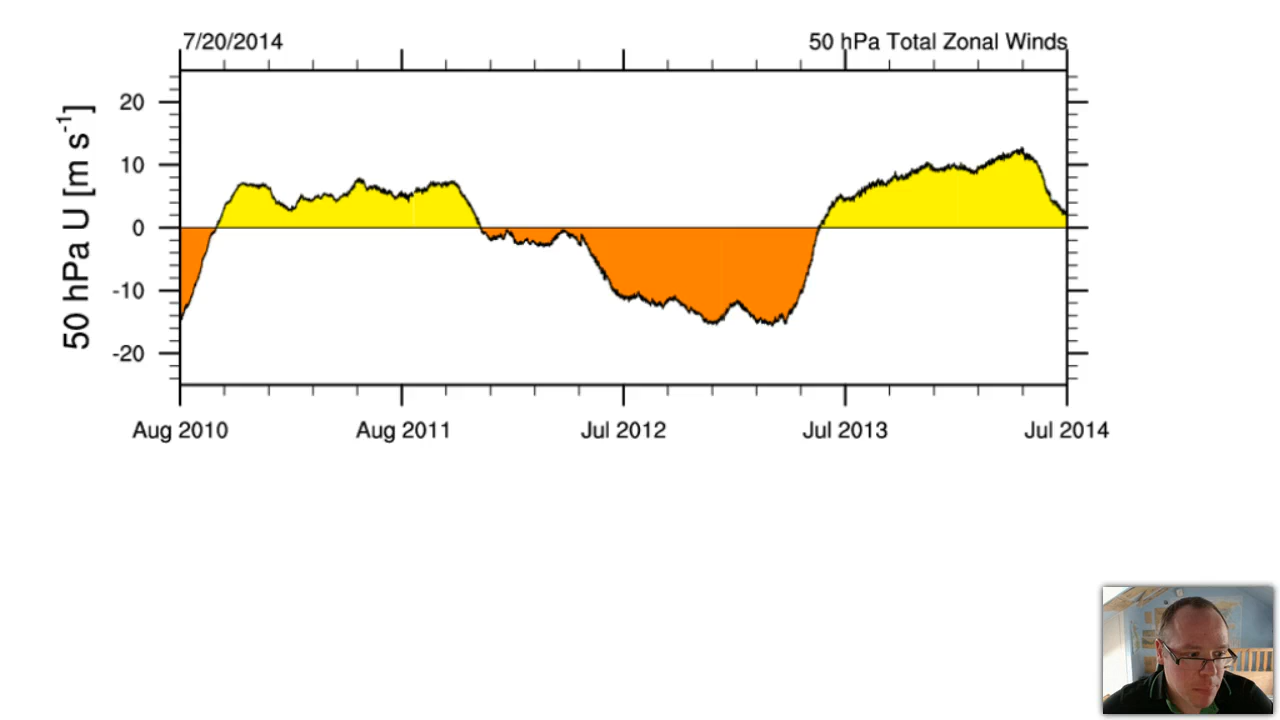 7/20/2014
50 hPa Total Zonal Winds
50 hPa U [m s⁻¹]
20
10
0
-10
-20
Aug 2010
Aug 2011
Jul 2012
Jul 2013
Jul 2014